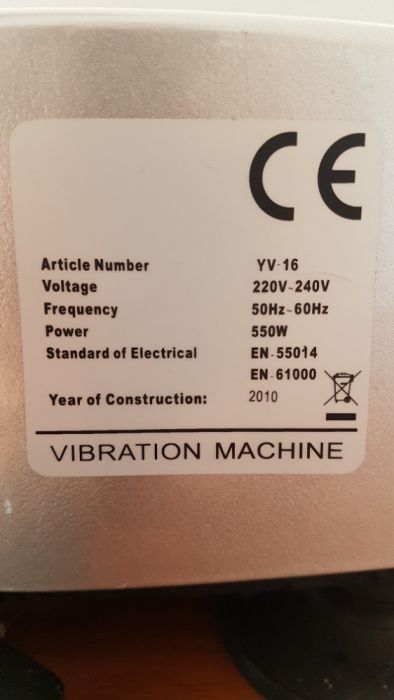 CE
Article Number YV-16
Voltage 220V~240V
Frequency 50Hz~60Hz
Power 550W
Standard of Electrical EN-55014
EN-61000
Year of Construction: 2010
VIBRATION MACHINE